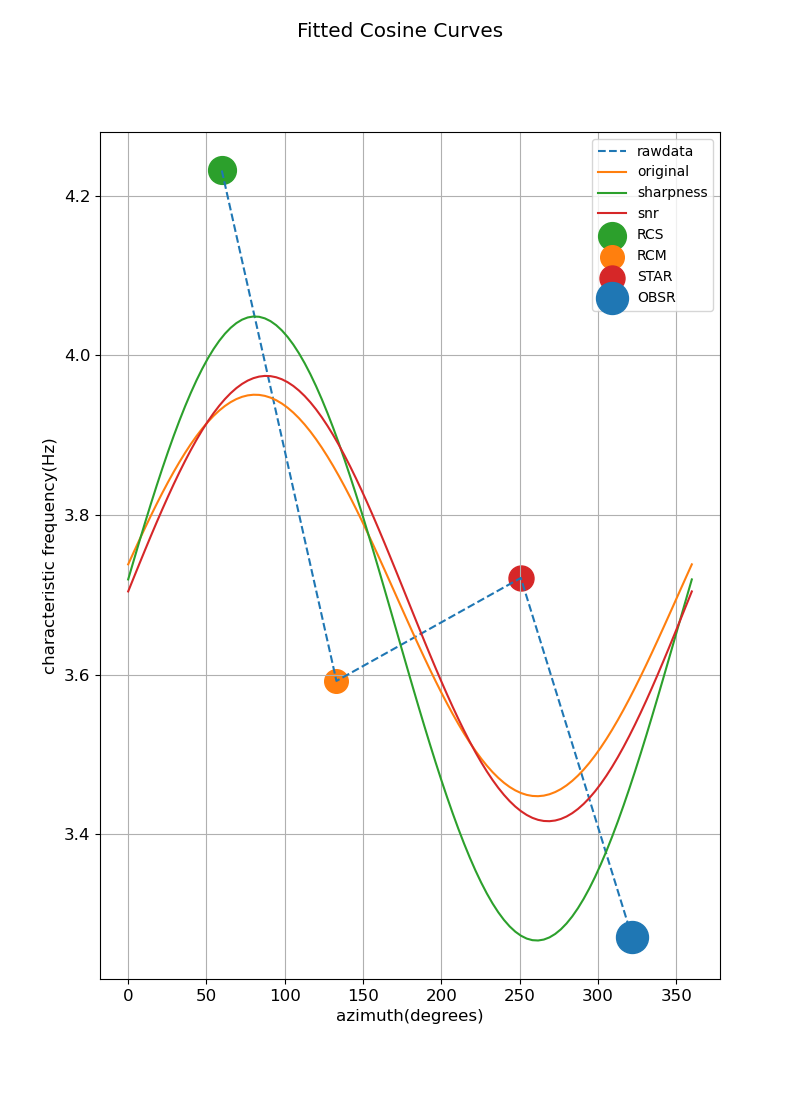 Fitted Cosine Curves
rawdata
original
sharpness
snr
RCS
RCM
STAR
OBSR
characteristic frequency(Hz)
4.2
4.0
3.8
3.6
3.4
0 50 100 150 200 250 300 350
azimuth(degrees)